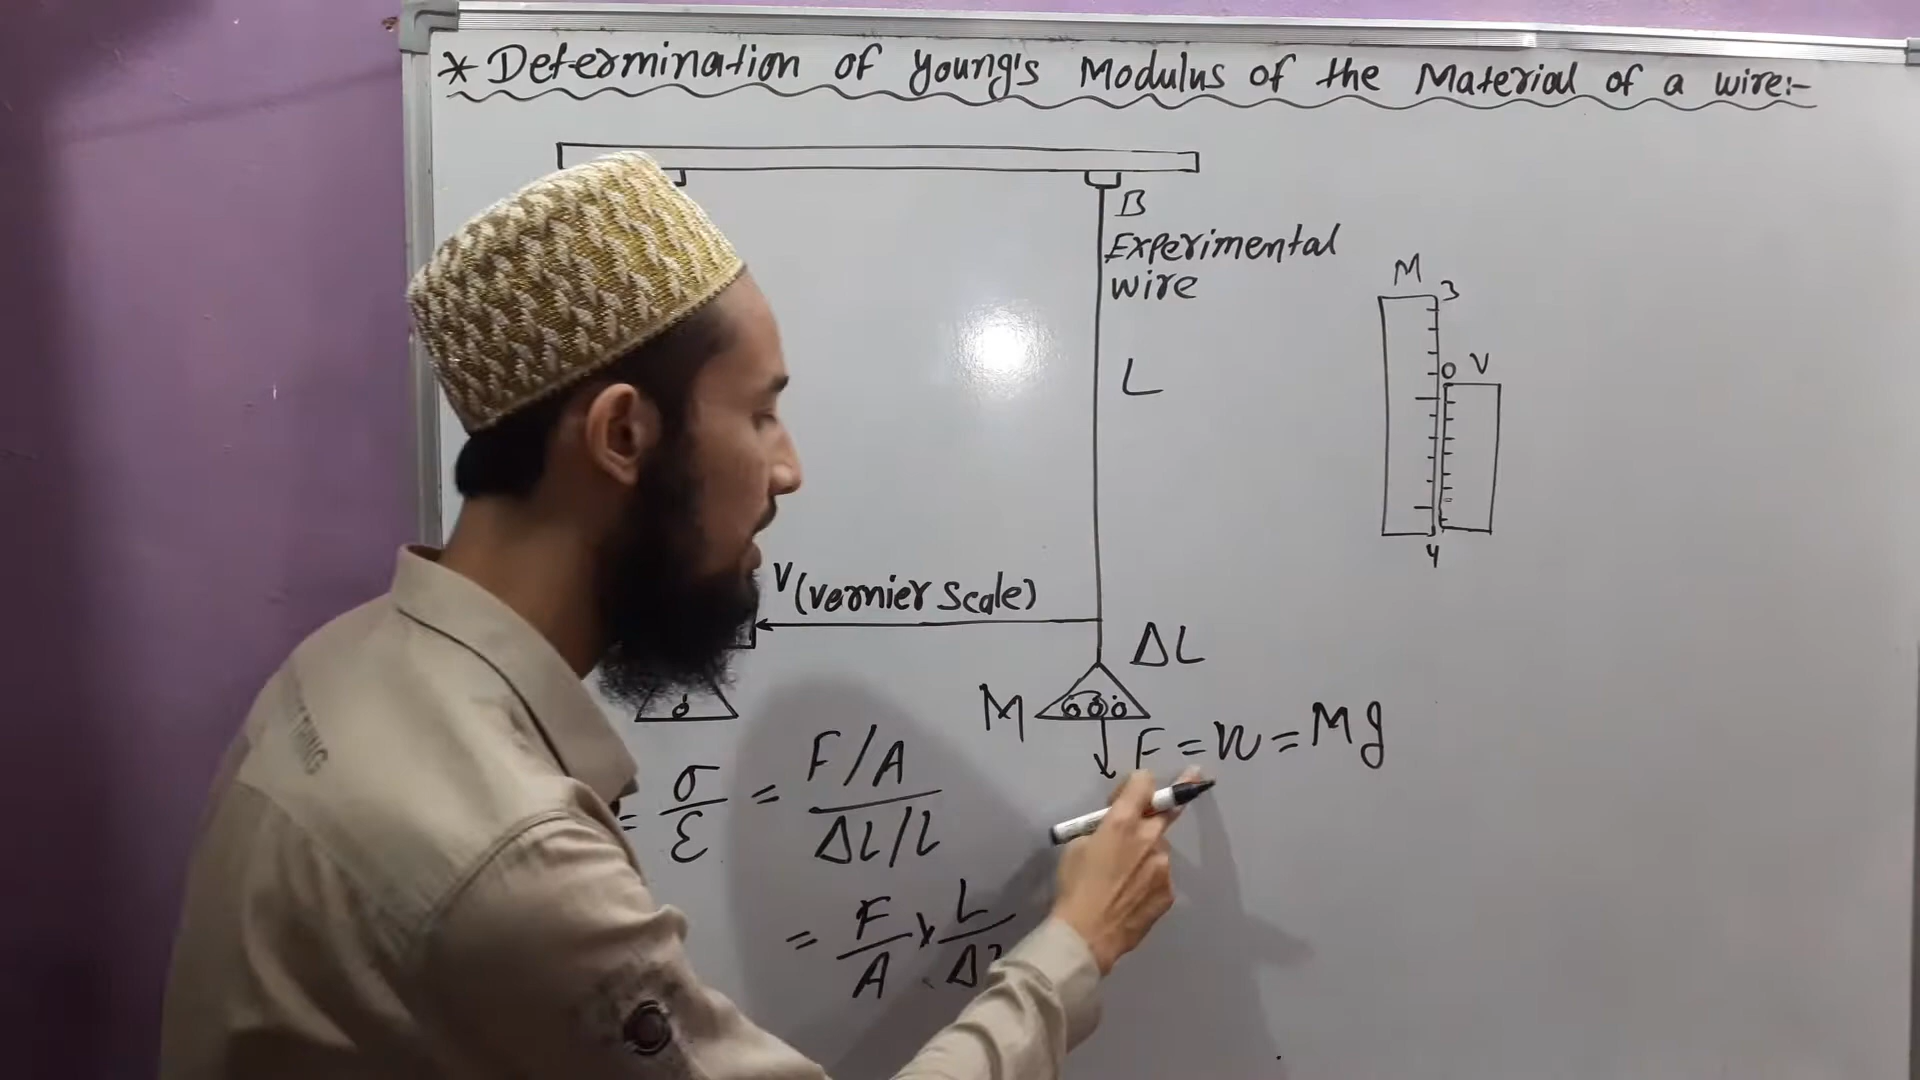 * Determination of Young's Modulus of the Material of a wire:-
B
Experimental
wire
L
M
3
0 V
4
V (Vernier Scale)
ΔL
M
F = W = Mg
= σ/ε = F/A / ΔL/L
= F/A × L/Δ